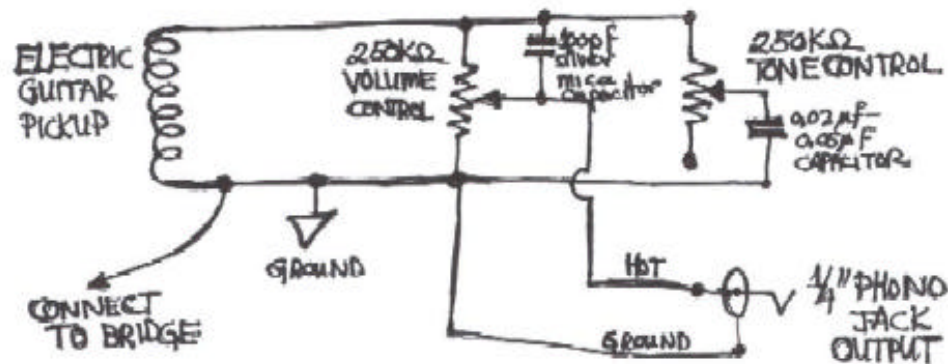 ELECTRIC
GUITAR
PICKUP
250KΩ
VOLUME
CONTROL
silver
mica
capacitor
250KΩ
TONE CONTROL
0.02µf-
0.05µF
CAPACITOR
GROUND
CONNECT
TO BRIDGE
HOT
GROUND
1/4" PHONO
JACK
OUTPUT